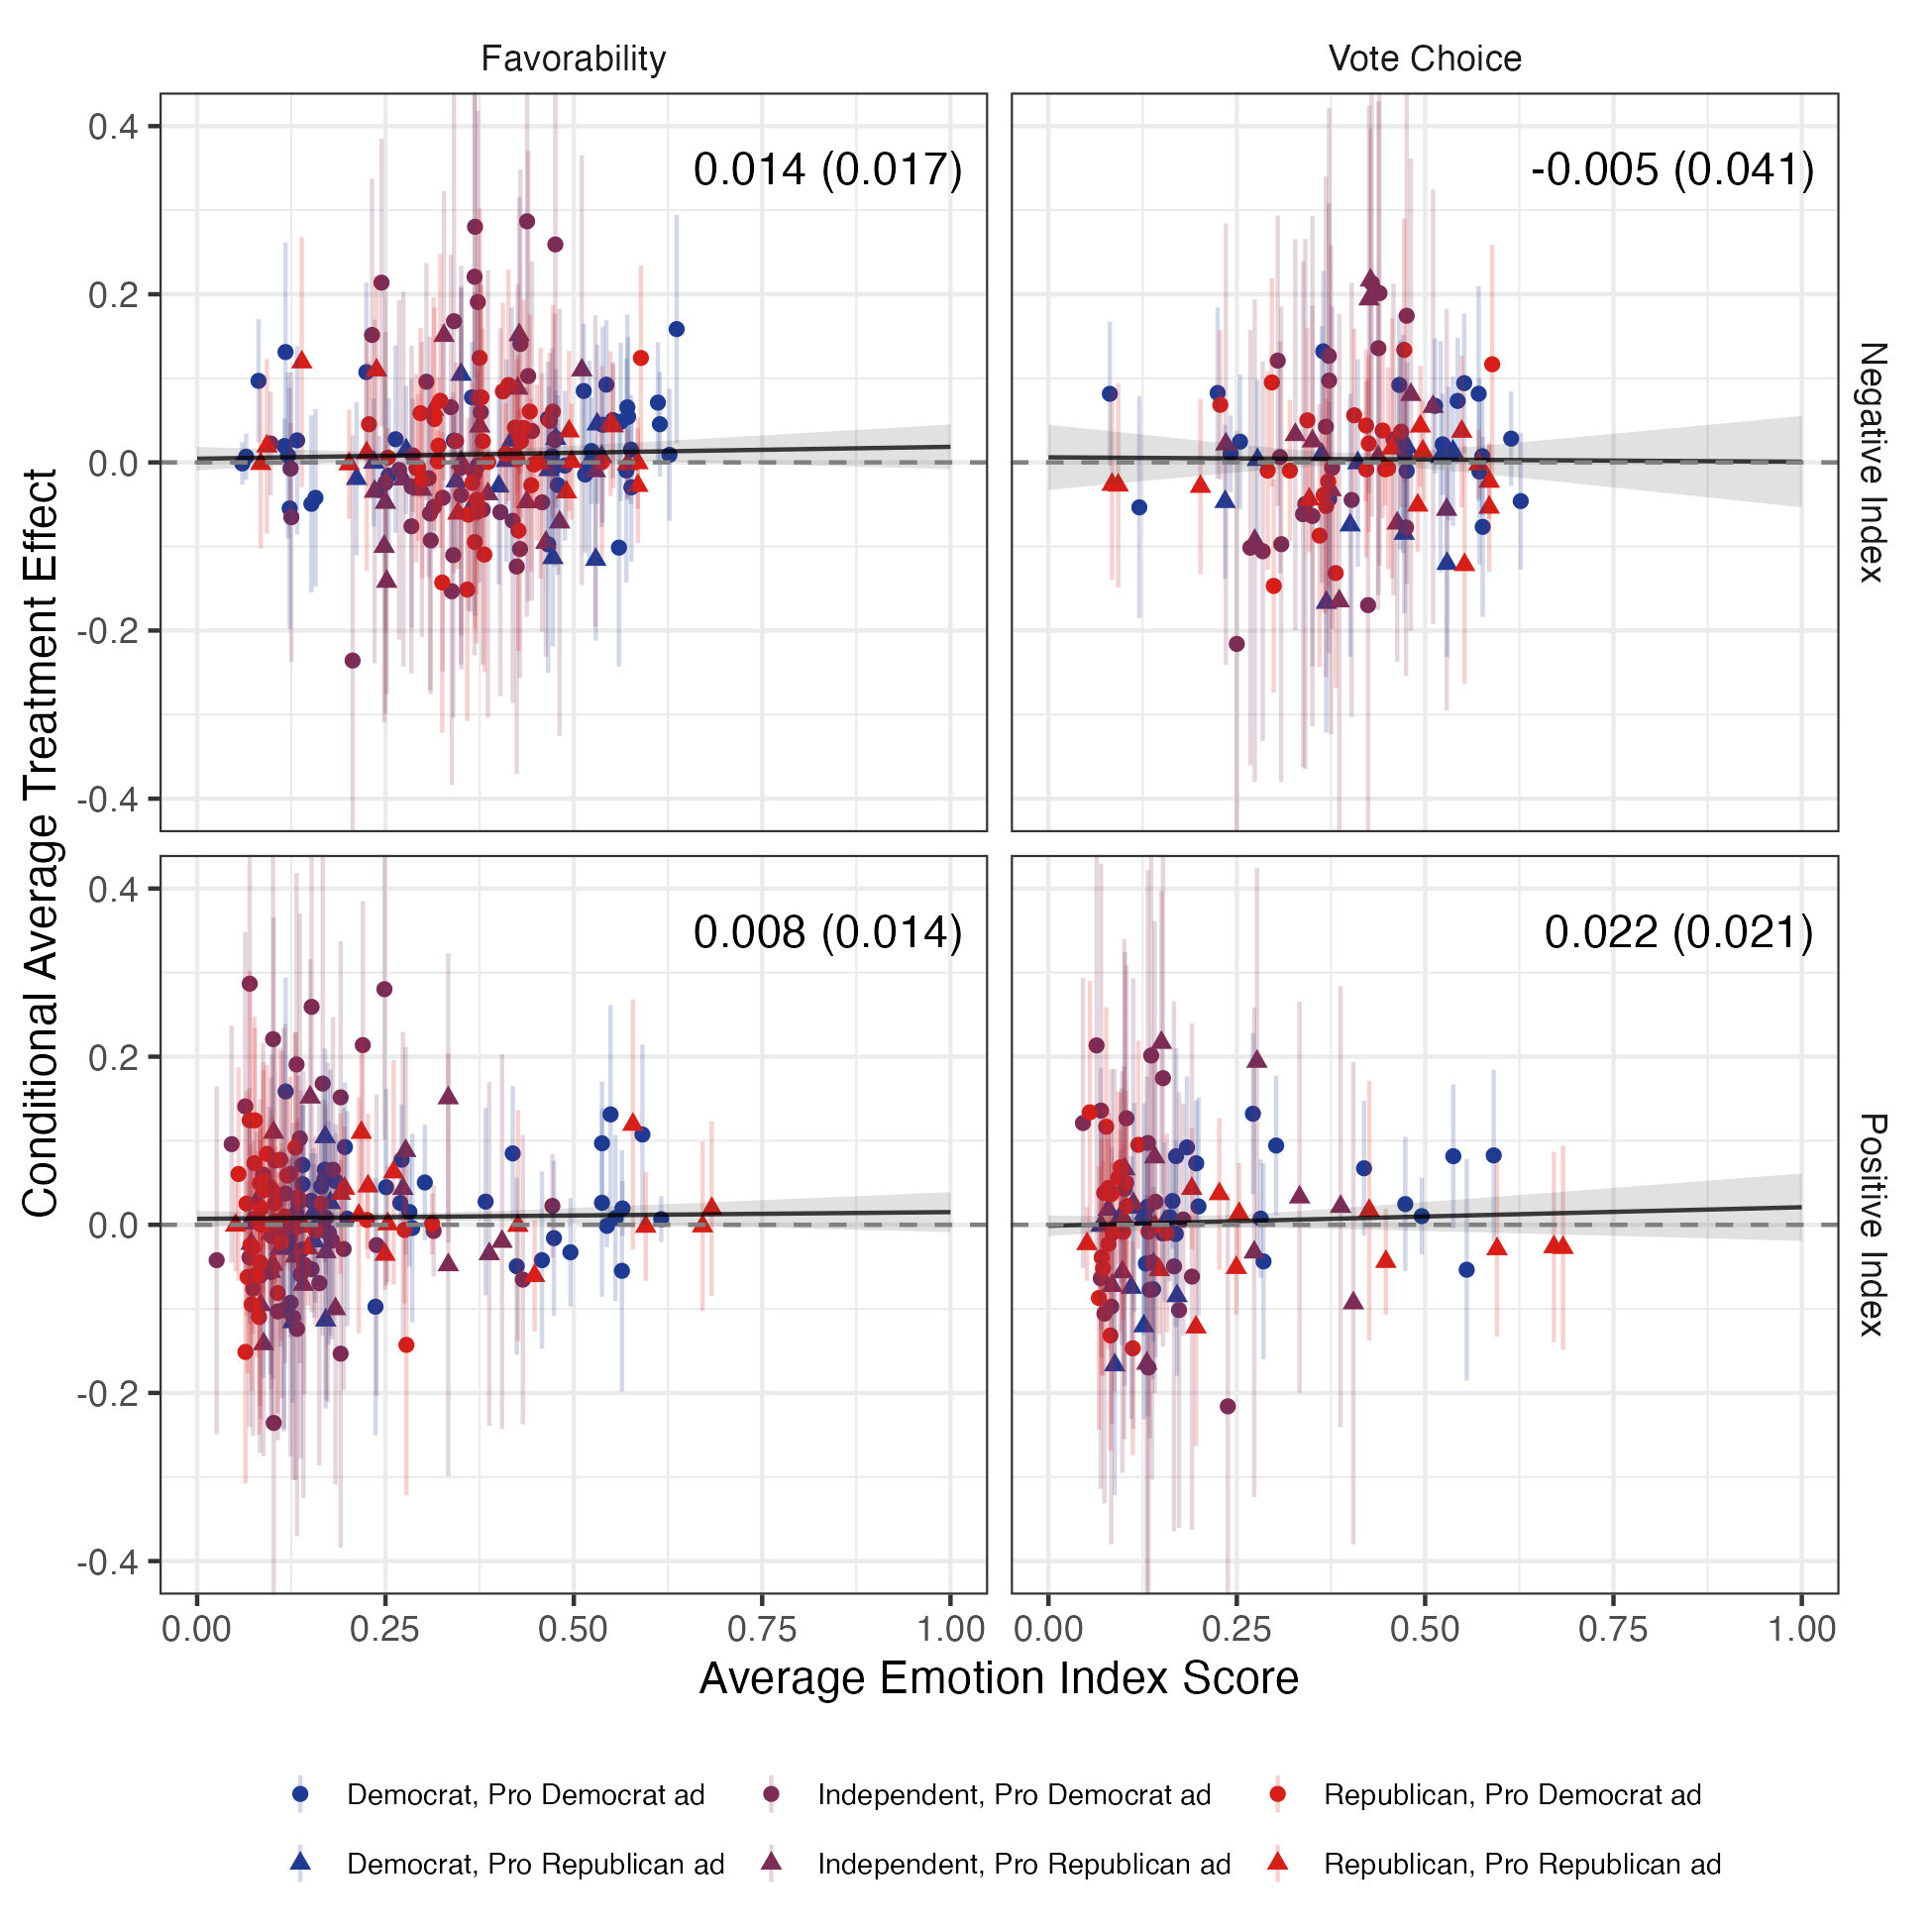 Favorability
Vote Choice
Conditional Average Treatment Effect
0.4
0.2
0.0
-0.2
-0.4
0.014 (0.017)
-0.005 (0.041)
Negative Index
0.4
0.2
0.0
-0.2
-0.4
0.008 (0.014)
0.022 (0.021)
Positive Index
0.00 0.25 0.50 0.75 1.00
0.00 0.25 0.50 0.75 1.00
Average Emotion Index Score
Democrat, Pro Democrat ad
Independent, Pro Democrat ad
Republican, Pro Democrat ad
Democrat, Pro Republican ad
Independent, Pro Republican ad
Republican, Pro Republican ad